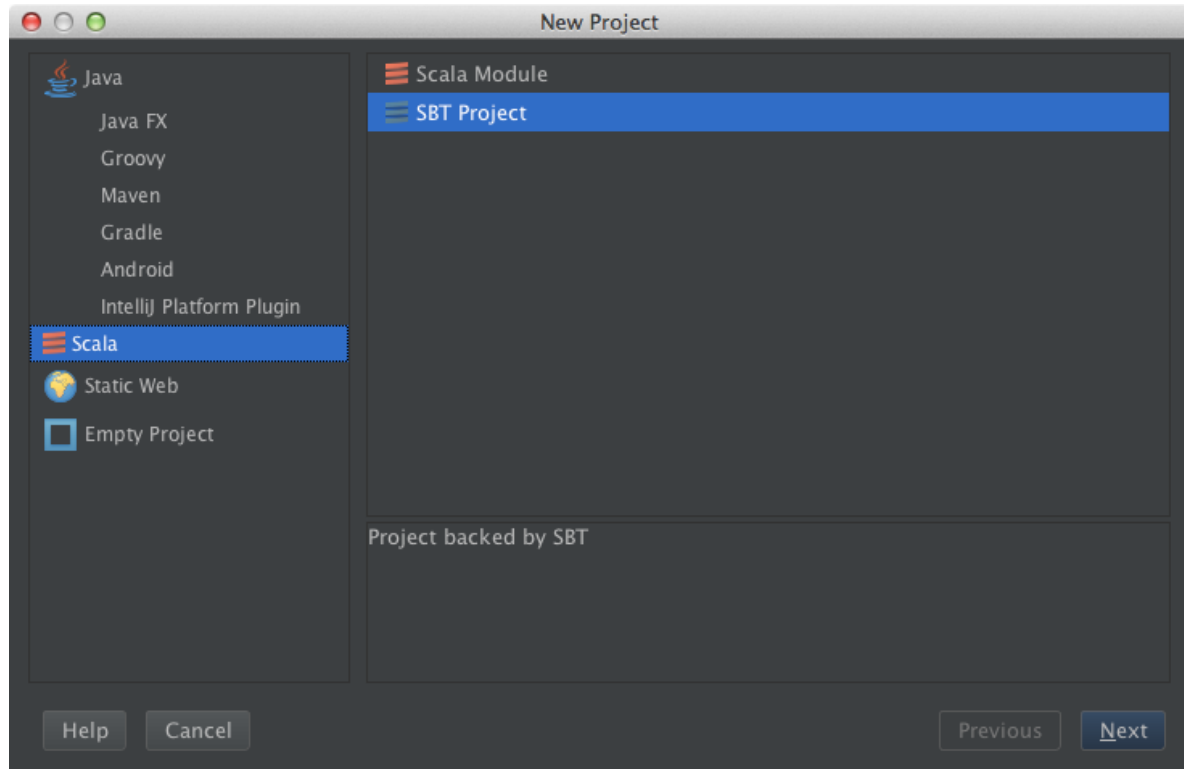 New Project
Java
Java FX
Groovy
Maven
Gradle
Android
IntelliJ Platform Plugin
Scala
Static Web
Empty Project
Scala Module
SBT Project
Project backed by SBT
Help
Cancel
Previous
Next